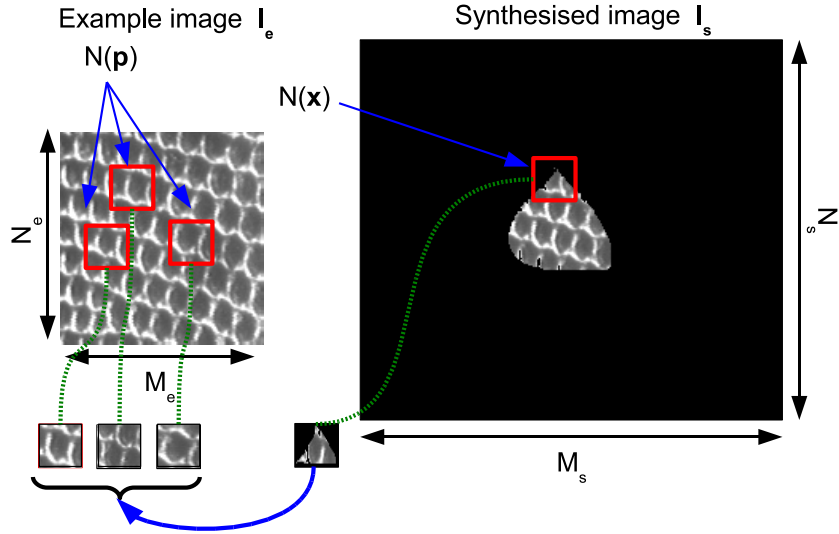 Example image I_e
Synthesised image I_s
N(p)
N(x)
N_e
N_s
M_e
M_s